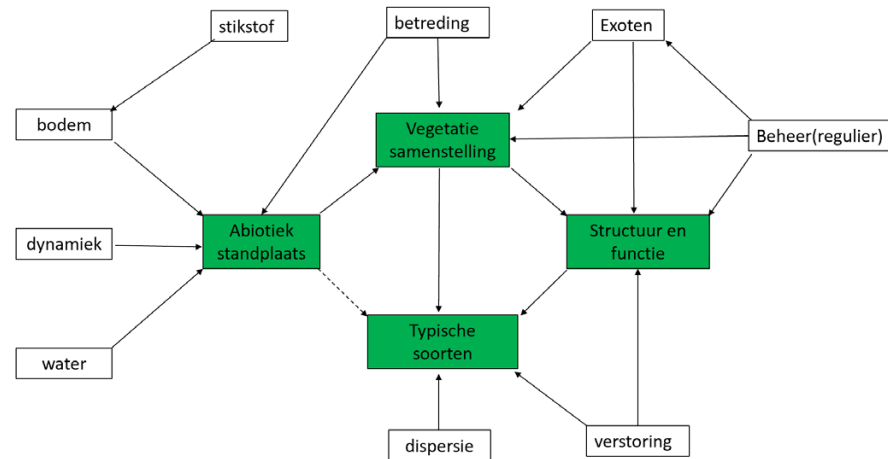 stikstof
betreding
Exoten
bodem
Vegetatie
samenstelling
Beheer(regulier)
dynamiek
Abiotiek
standplaats
Structuur en
functie
water
Typische
soorten
dispersie
verstoring